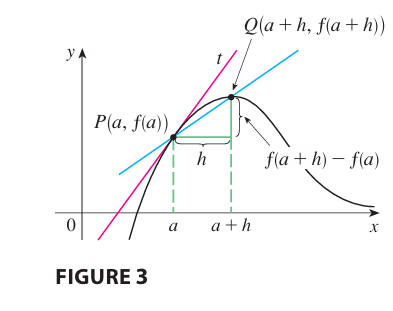 Q(a + h, f(a + h))
y
t
P(a, f(a))
h
f(a + h) − f(a)
0
a
a + h
x
FIGURE 3